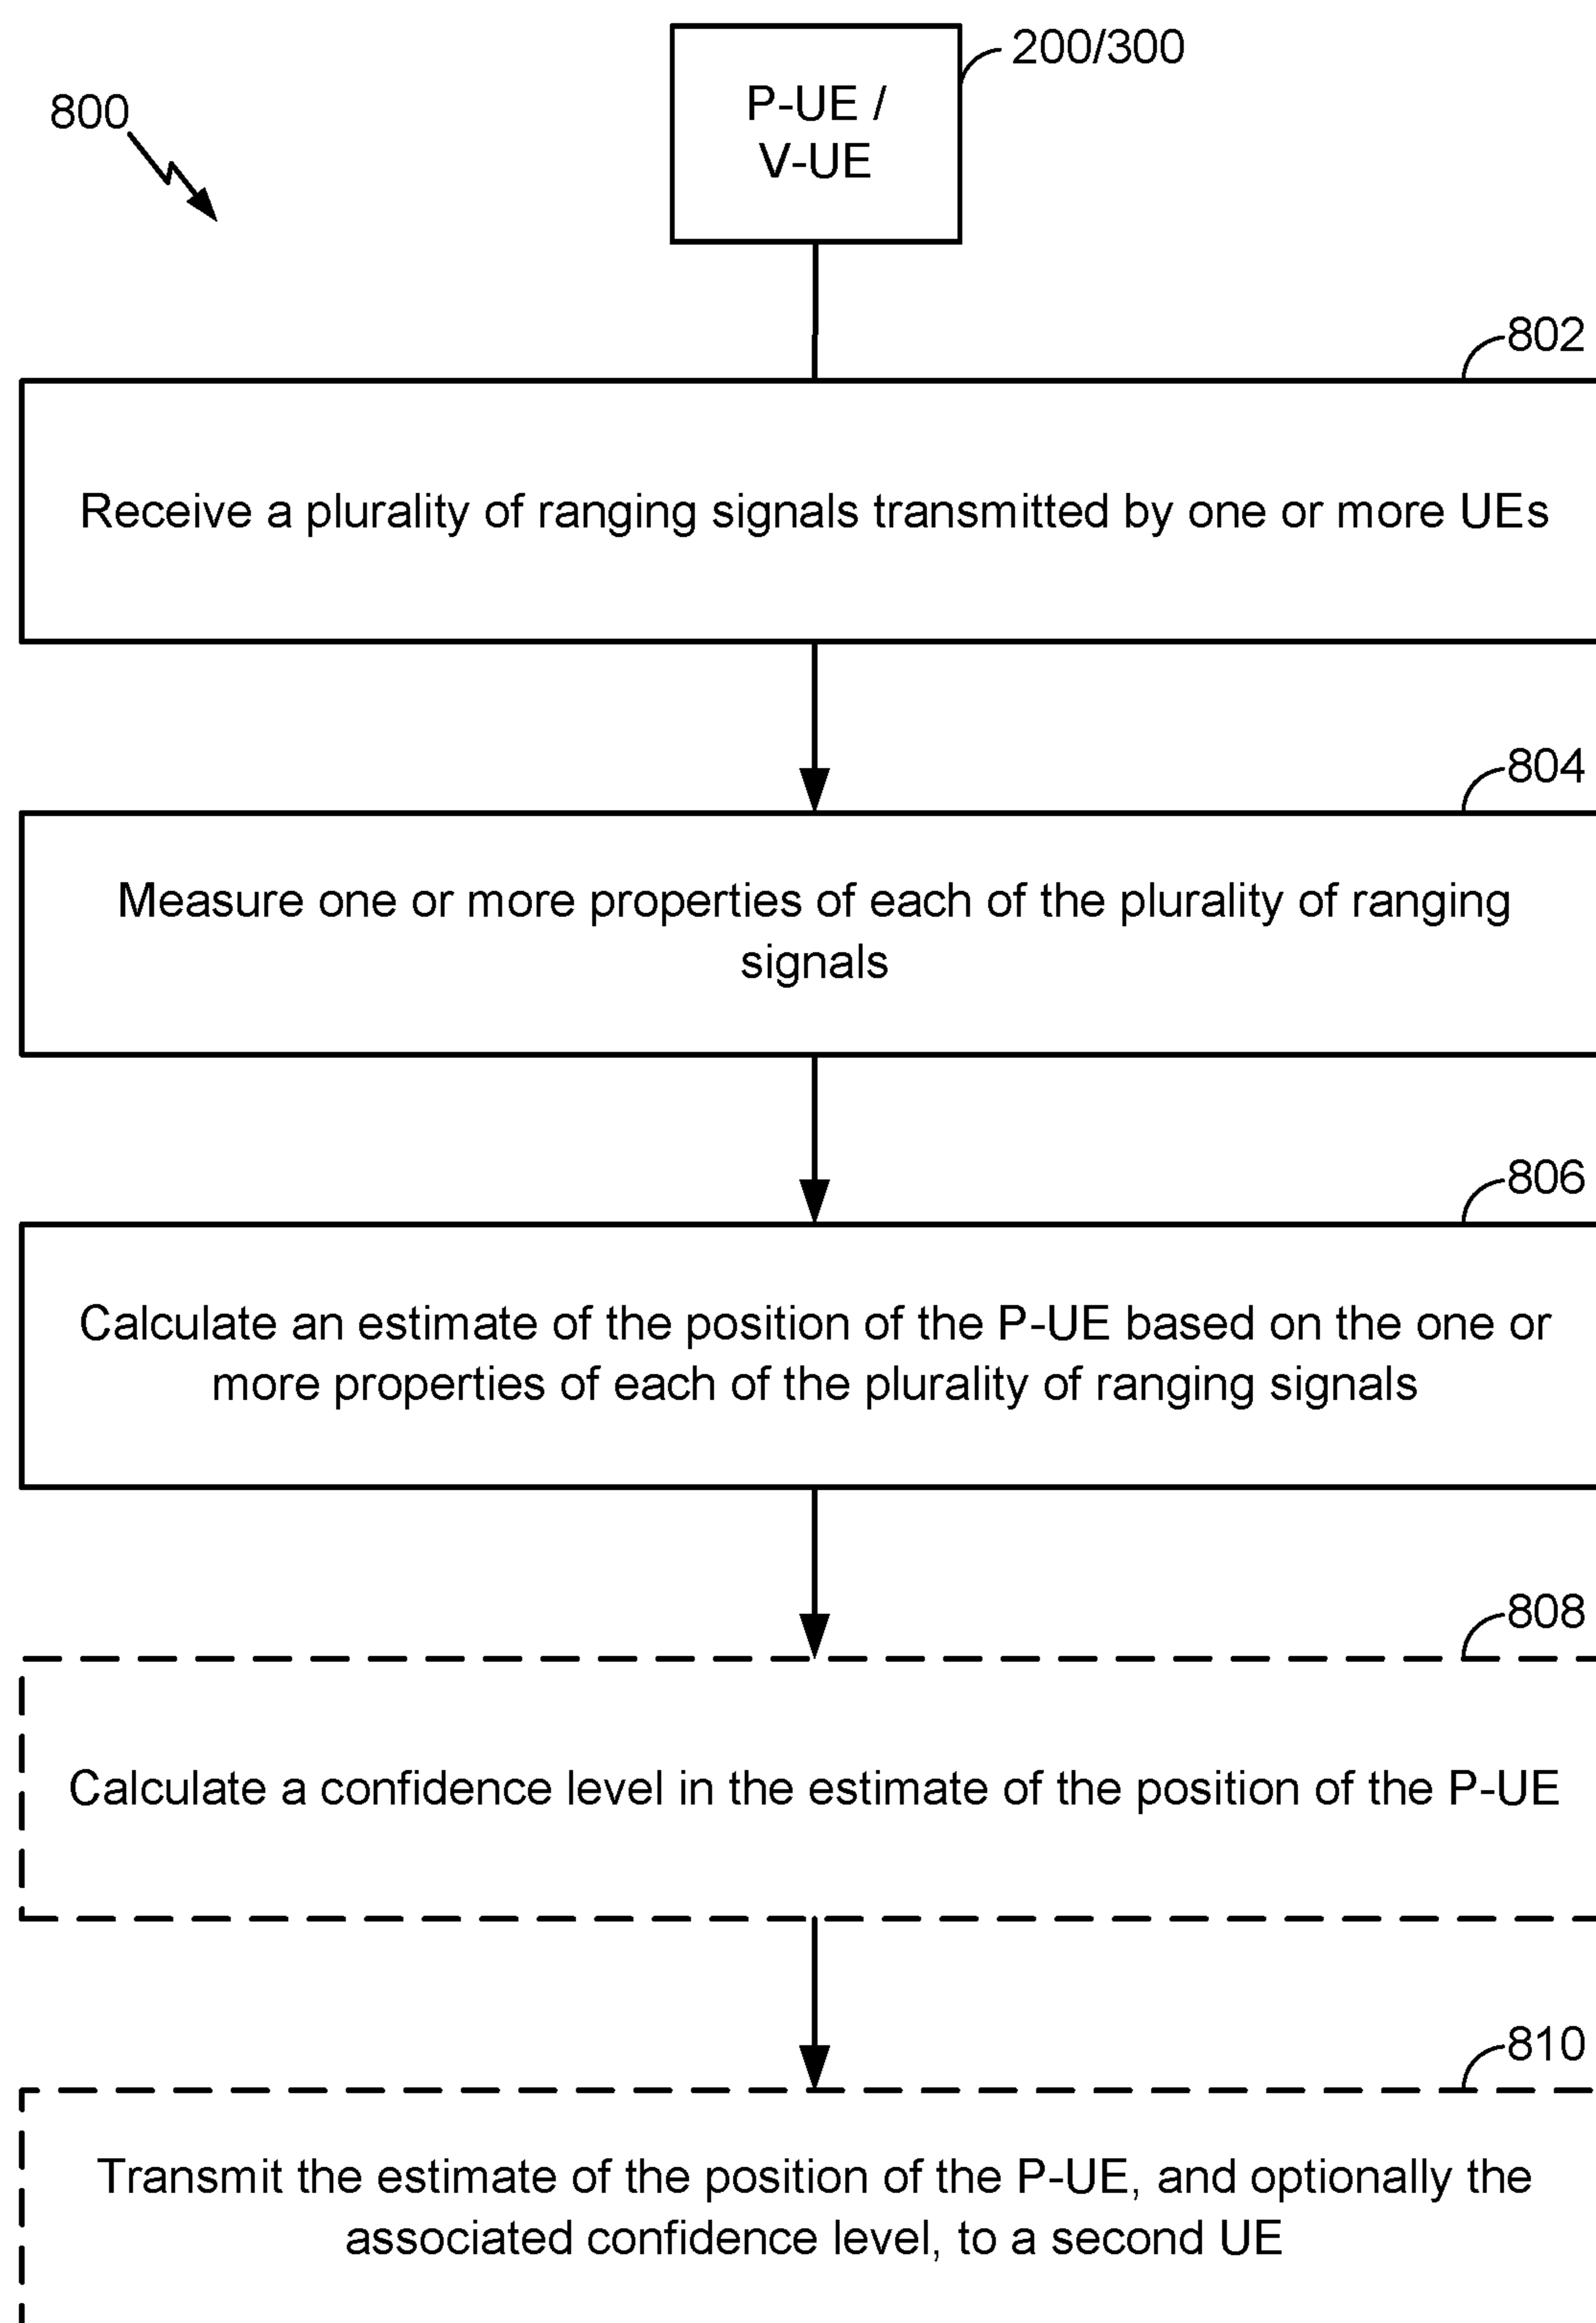 200/300
800
P-UE /
V-UE
802
Receive a plurality of ranging signals transmitted by one or more UEs
804
Measure one or more properties of each of the plurality of ranging
signals
806
Calculate an estimate of the position of the P-UE based on the one or
more properties of each of the plurality of ranging signals
808
Calculate a confidence level in the estimate of the position of the P-UE
810
Transmit the estimate of the position of the P-UE, and optionally the
associated confidence level, to a second UE